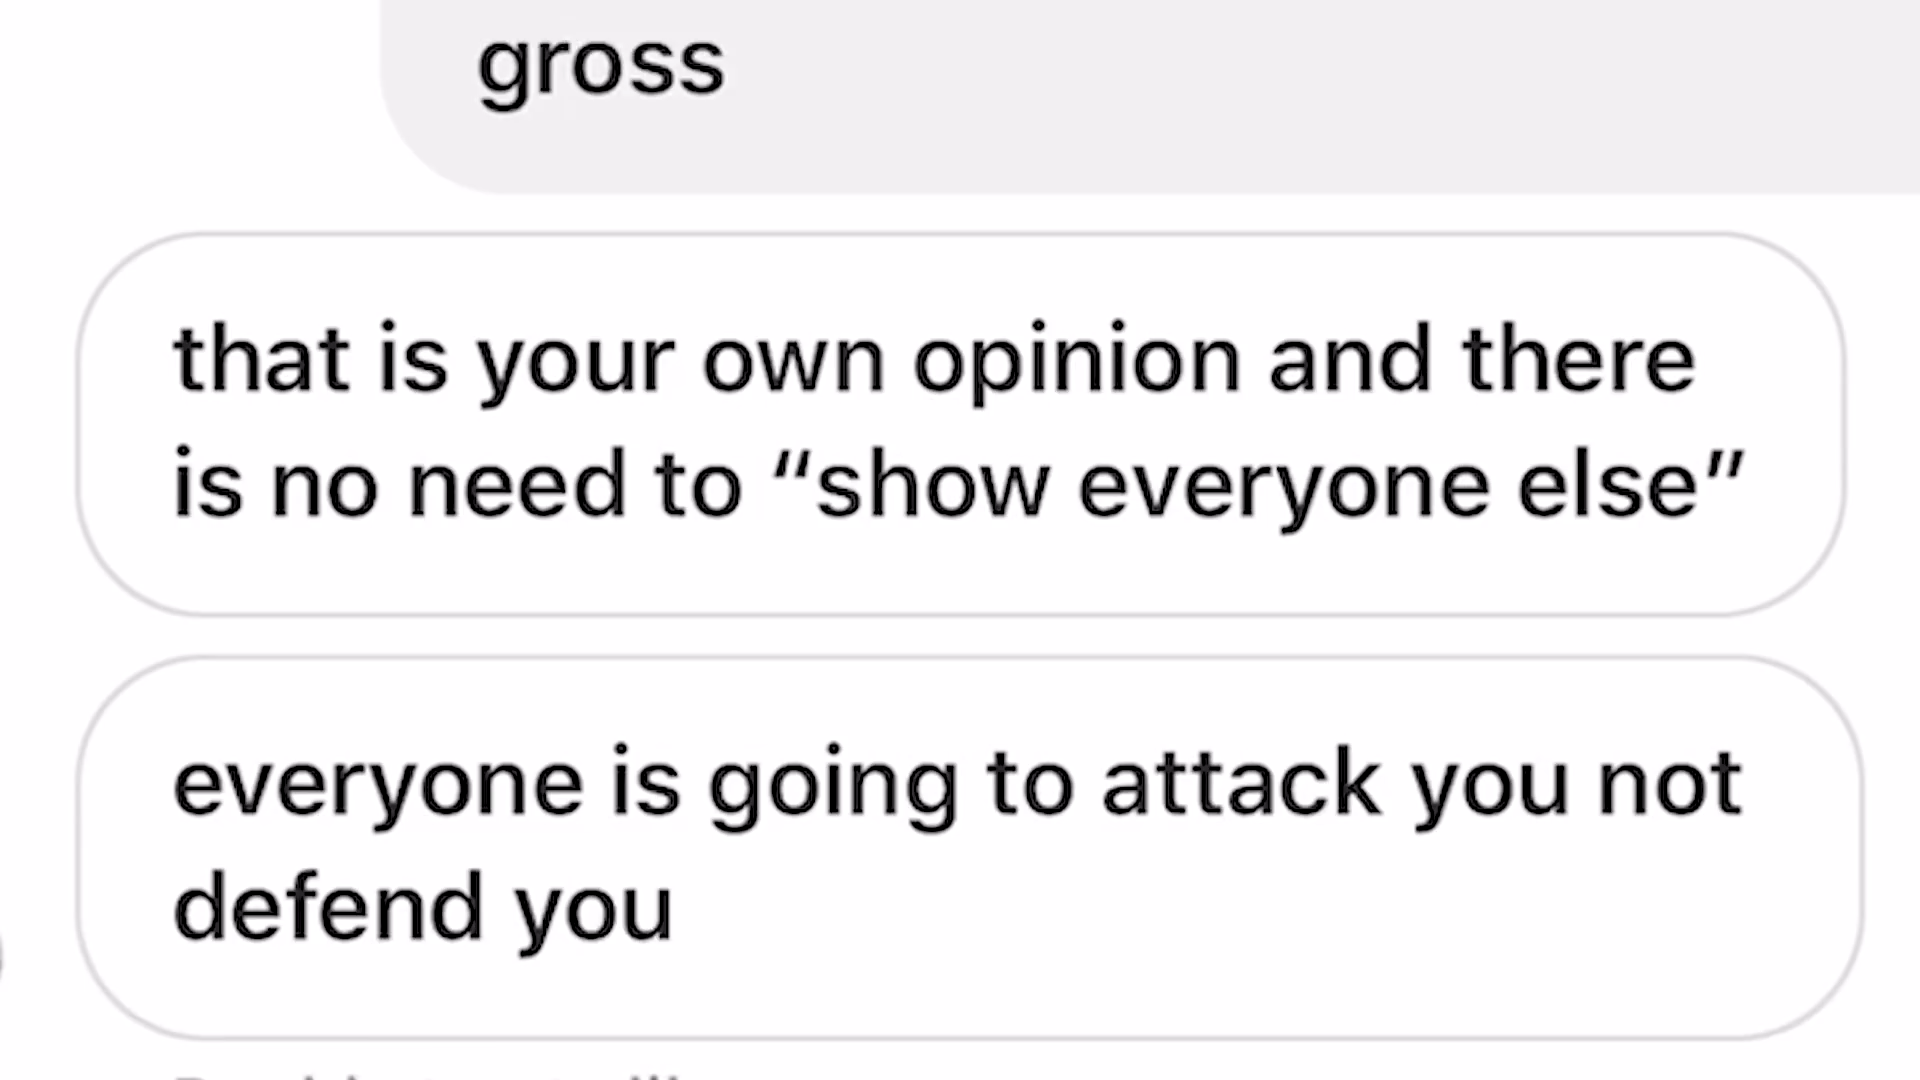 gross
that is your own opinion and there
is no need to “show everyone else”
everyone is going to attack you not
defend you